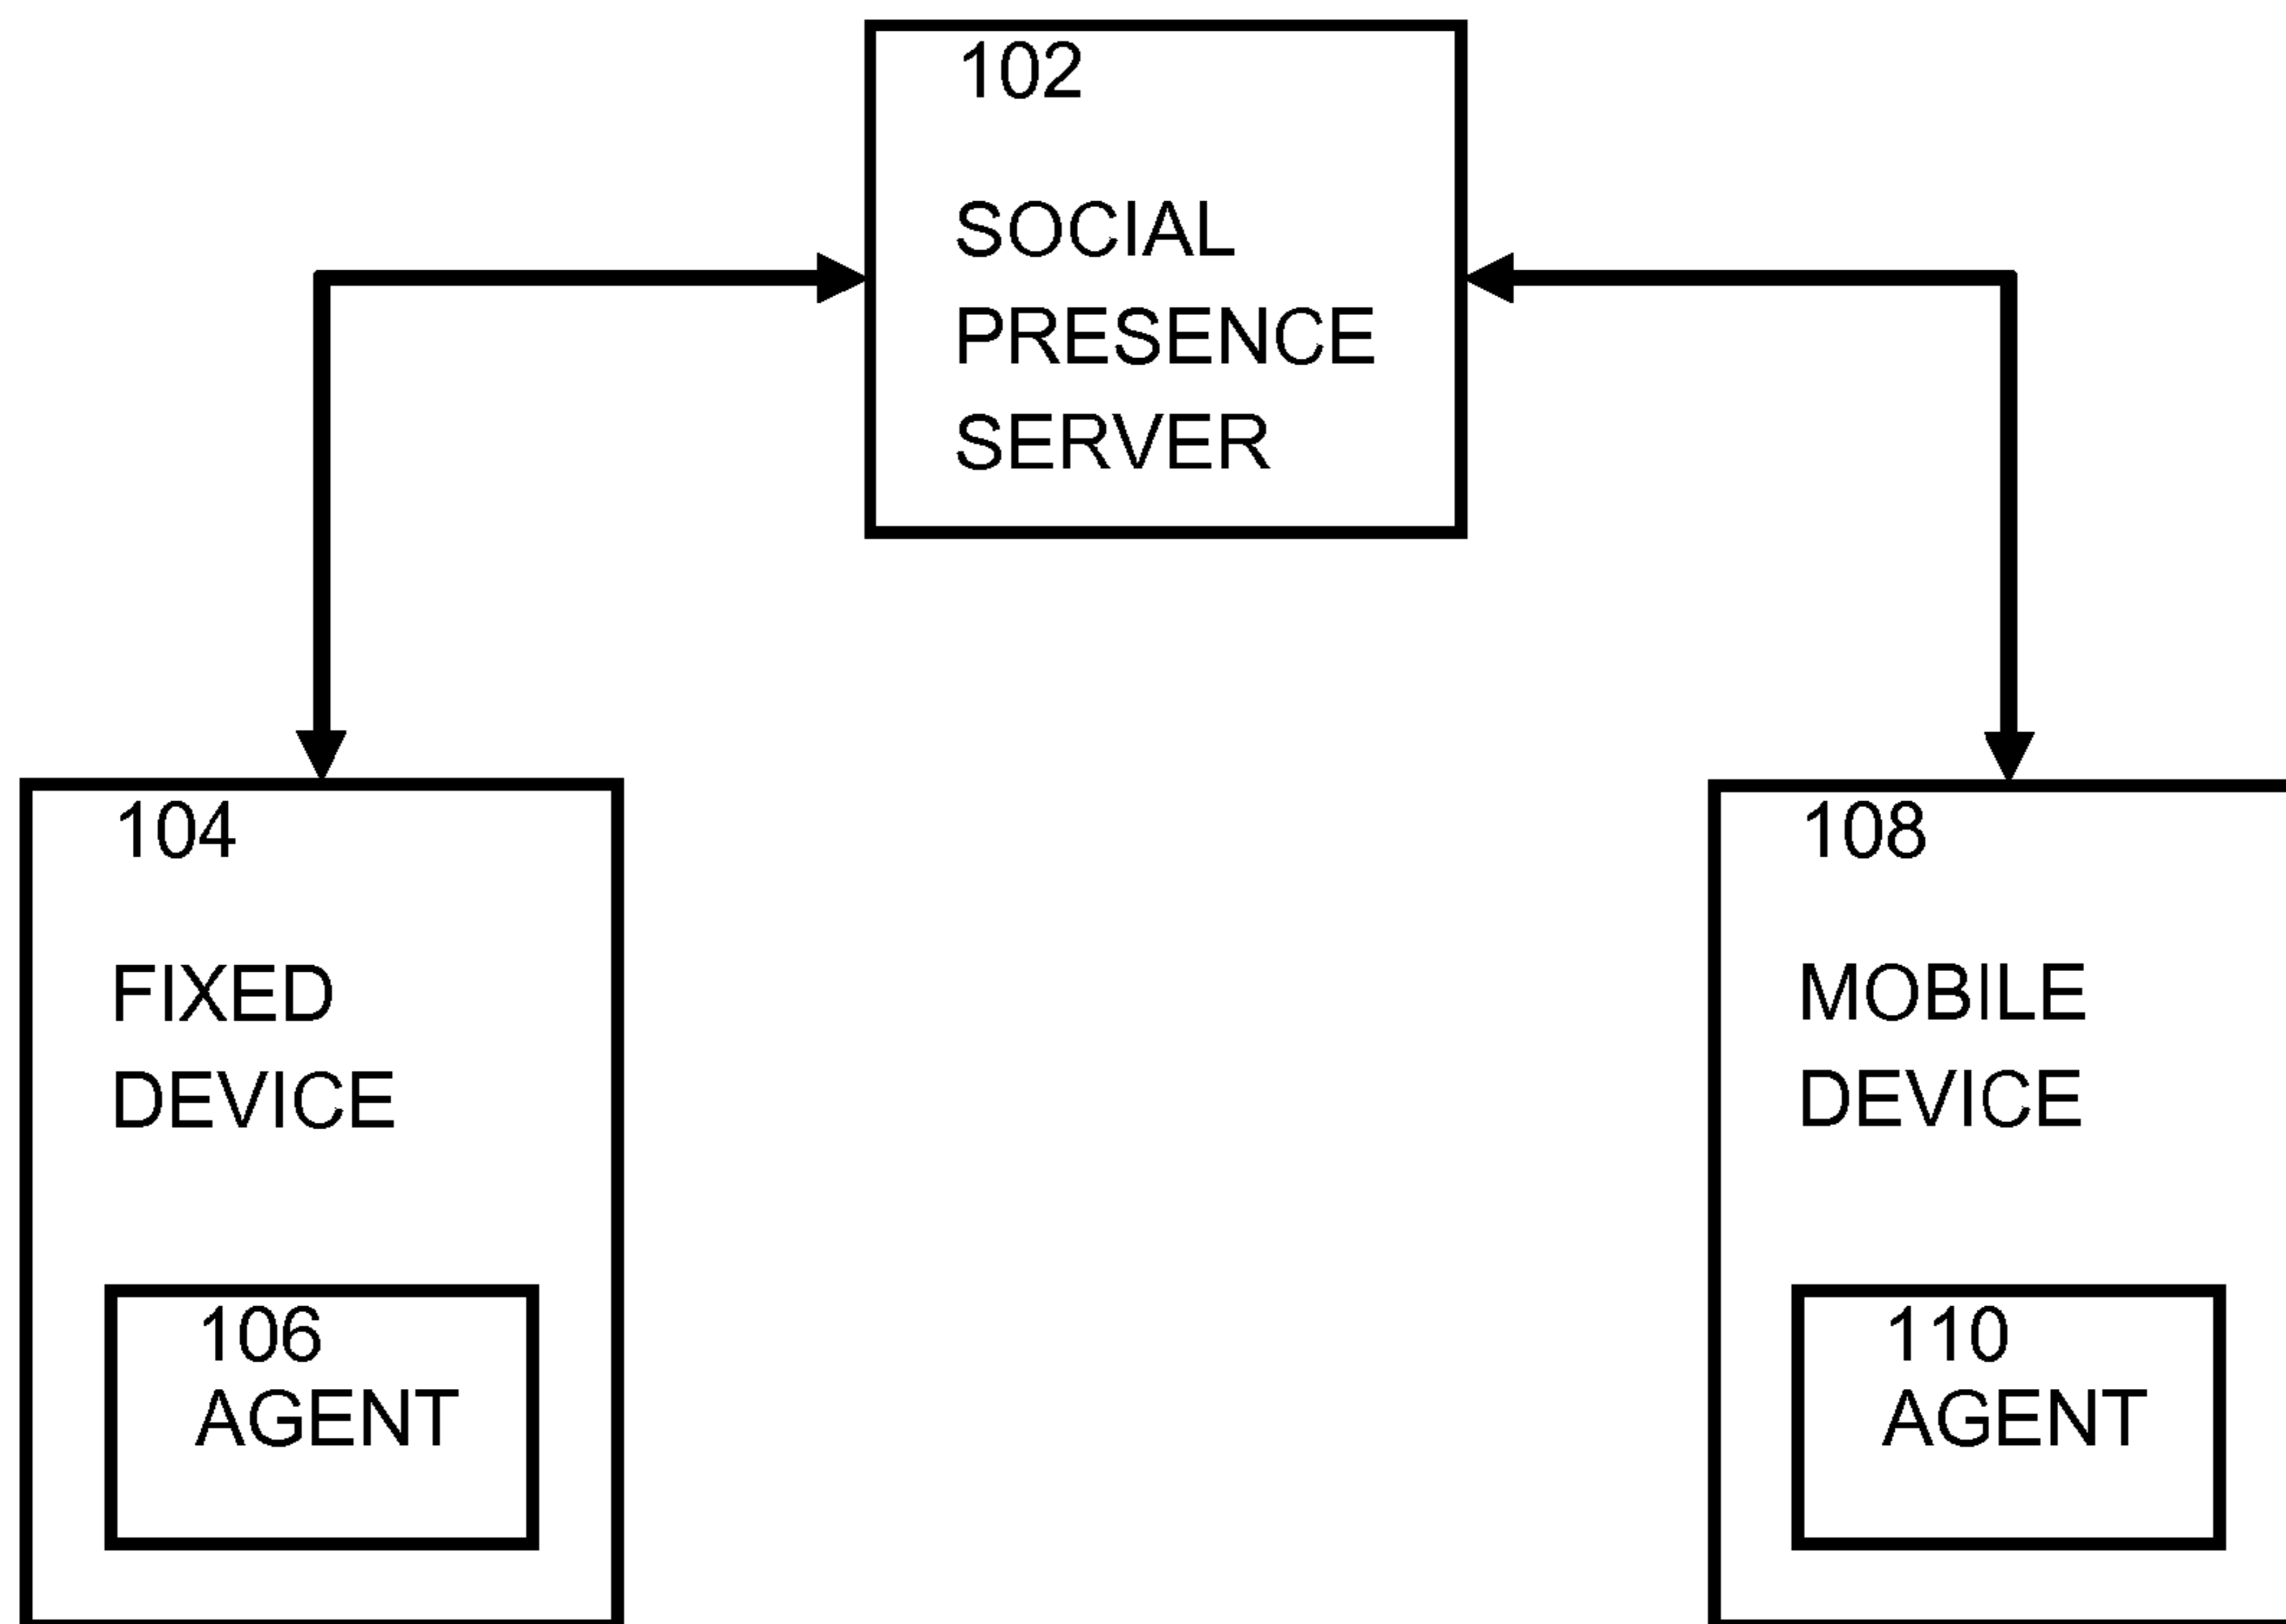 102
SOCIAL
PRESENCE
SERVER
104
FIXED
DEVICE
106
AGENT
108
MOBILE
DEVICE
110
AGENT